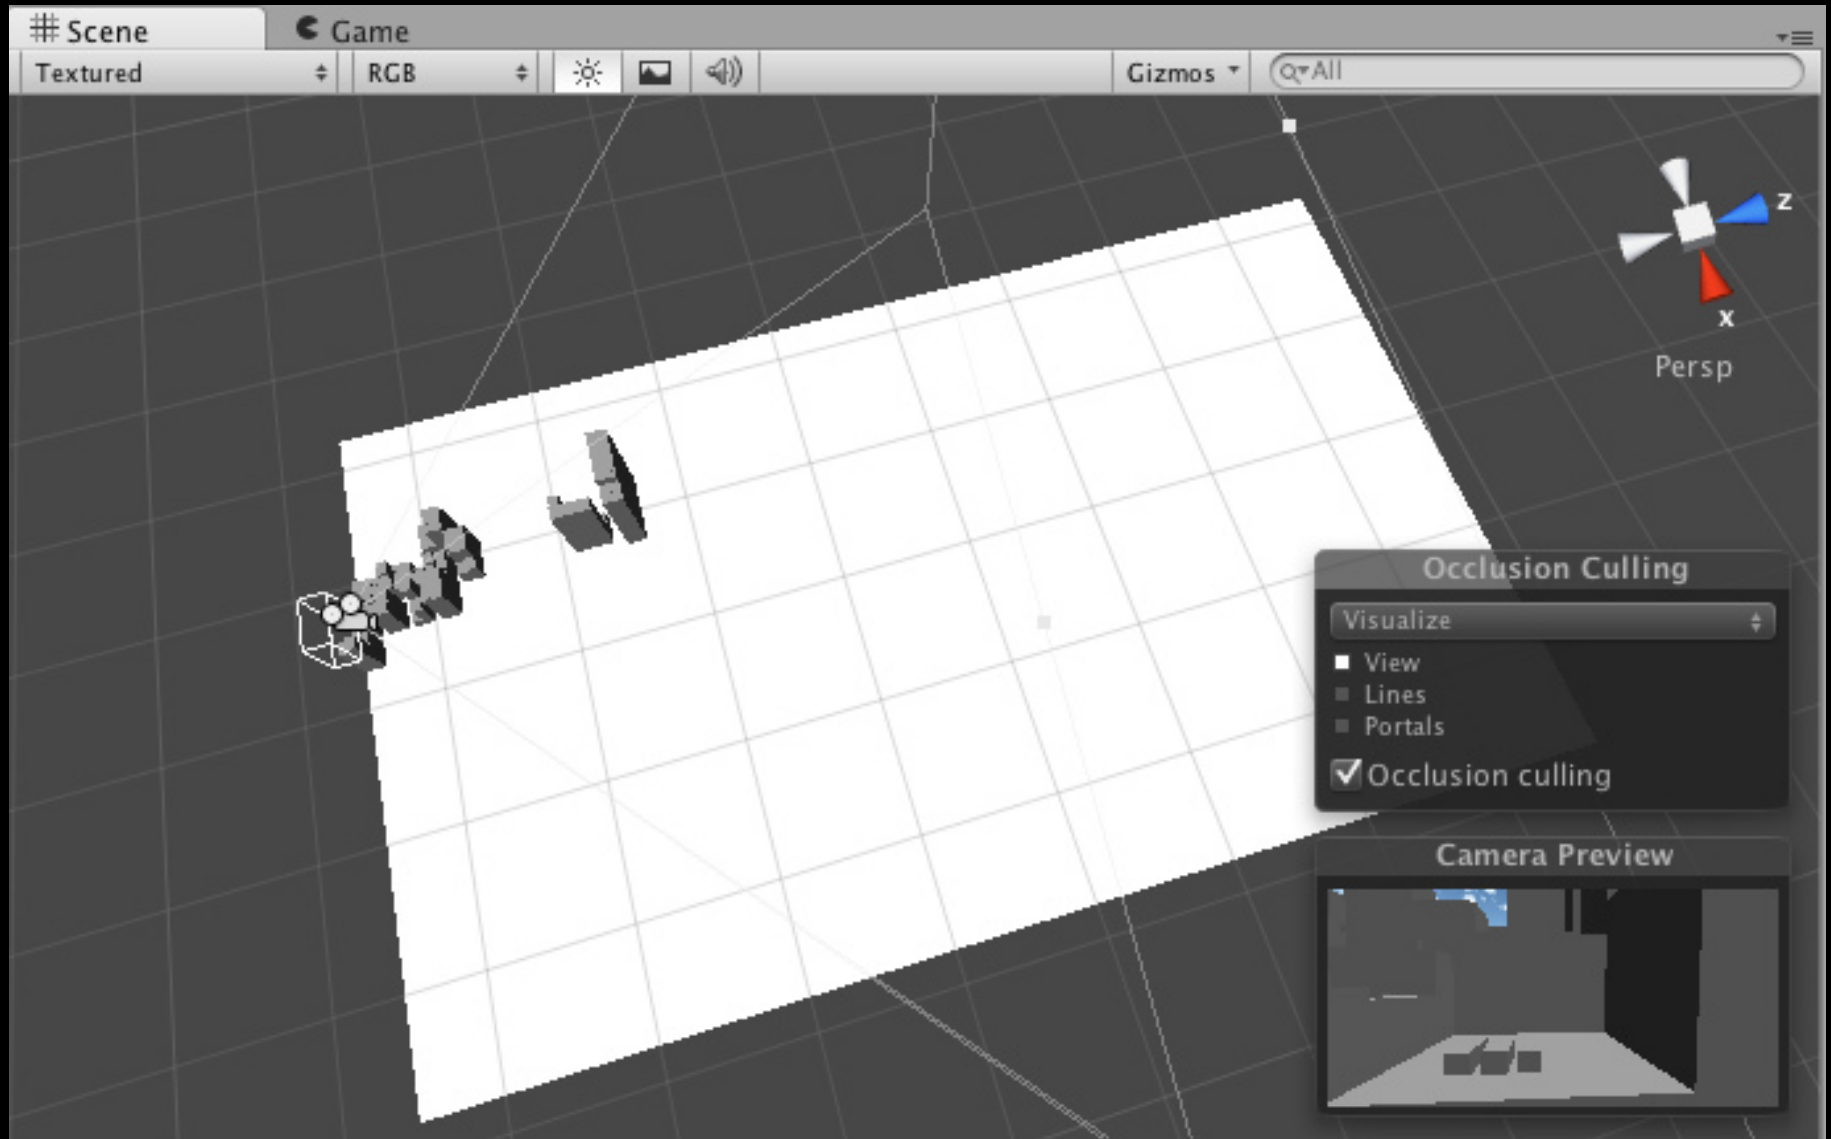 Scene
Game
Textured
RGB
Gizmos
All
z
x
Persp
Occlusion Culling
Visualize
View
Lines
Portals
Occlusion culling
Camera Preview